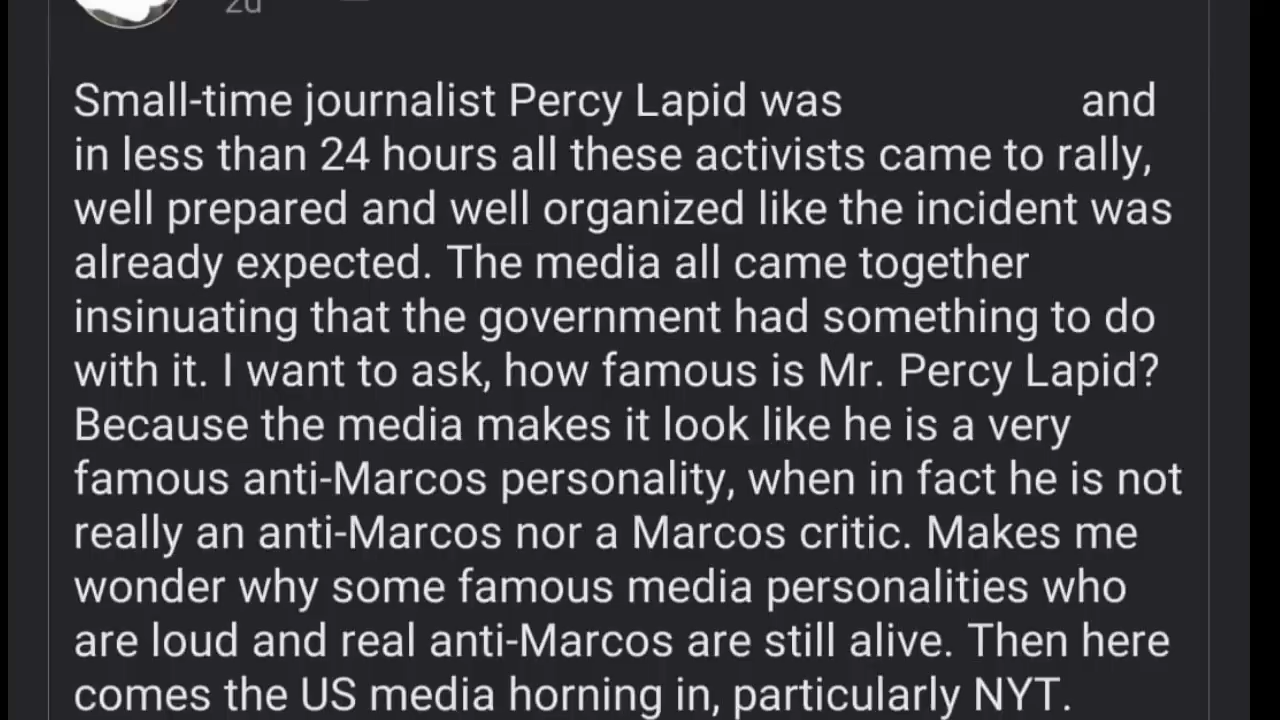 2d
Small-time journalist Percy Lapid was and
in less than 24 hours all these activists came to rally,
well prepared and well organized like the incident was
already expected. The media all came together
insinuating that the government had something to do
with it. I want to ask, how famous is Mr. Percy Lapid?
Because the media makes it look like he is a very
famous anti-Marcos personality, when in fact he is not
really an anti-Marcos nor a Marcos critic. Makes me
wonder why some famous media personalities who
are loud and real anti-Marcos are still alive. Then here
comes the US media horning in, particularly NYT.